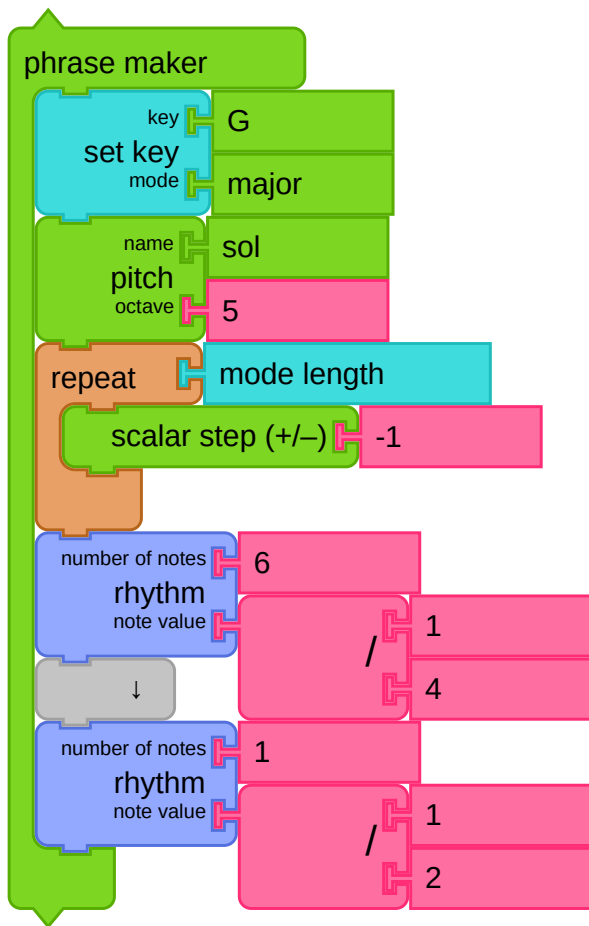 phrase maker
key
G
set key
mode
major
name
sol
pitch
octave
5
repeat
mode length
scalar step (+/–)
-1
number of notes
6
rhythm
note value
/
1
4
↓
number of notes
1
rhythm
note value
/
1
2